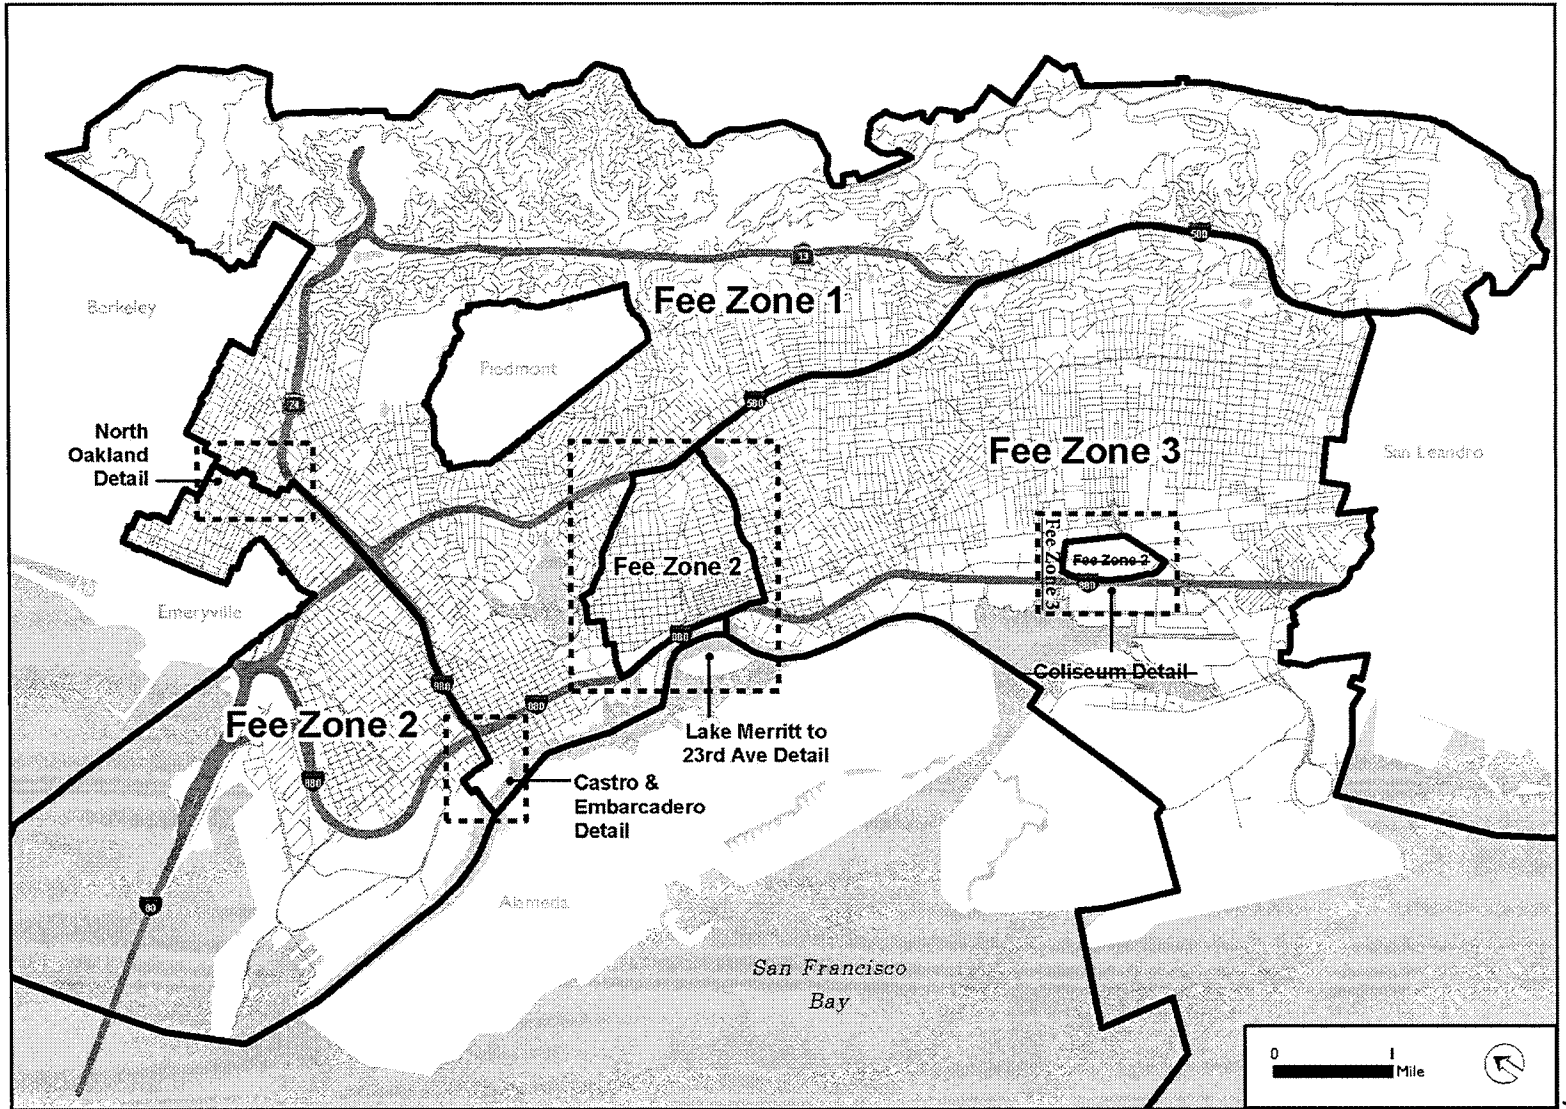 Fee Zone 1
580
13
Berkeley
Piedmont
24
580
North
Oakland
Detail
Fee Zone 3
San Leandro
Fee Zone 2
Fee Zone 3
Fee Zone 2
880
Emeryville
880
Coliseum Detail
980
880
Fee Zone 2
Lake Merritt to
23rd Ave Detail
880
Castro &
Embarcadero
Detail
80
Alameda
San Francisco
Bay
0 1
Mile